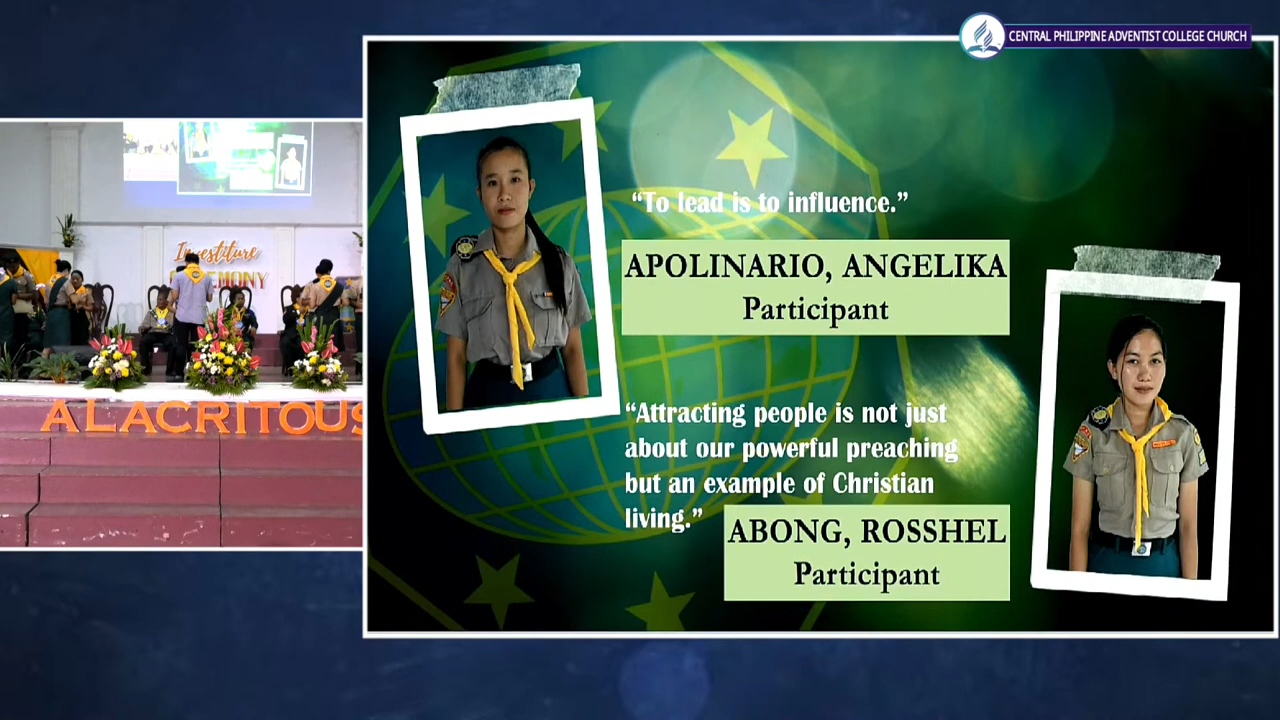 CENTRAL PHILIPPINE ADVENTIST COLLEGE CHURCH
“To lead is to influence.”
APOLINARIO, ANGELIKA
Participant
“Attracting people is not just
about our powerful preaching
but an example of Christian
living.”
ABONG, ROSSHEL
Participant
Investiture
ALACRITOUS